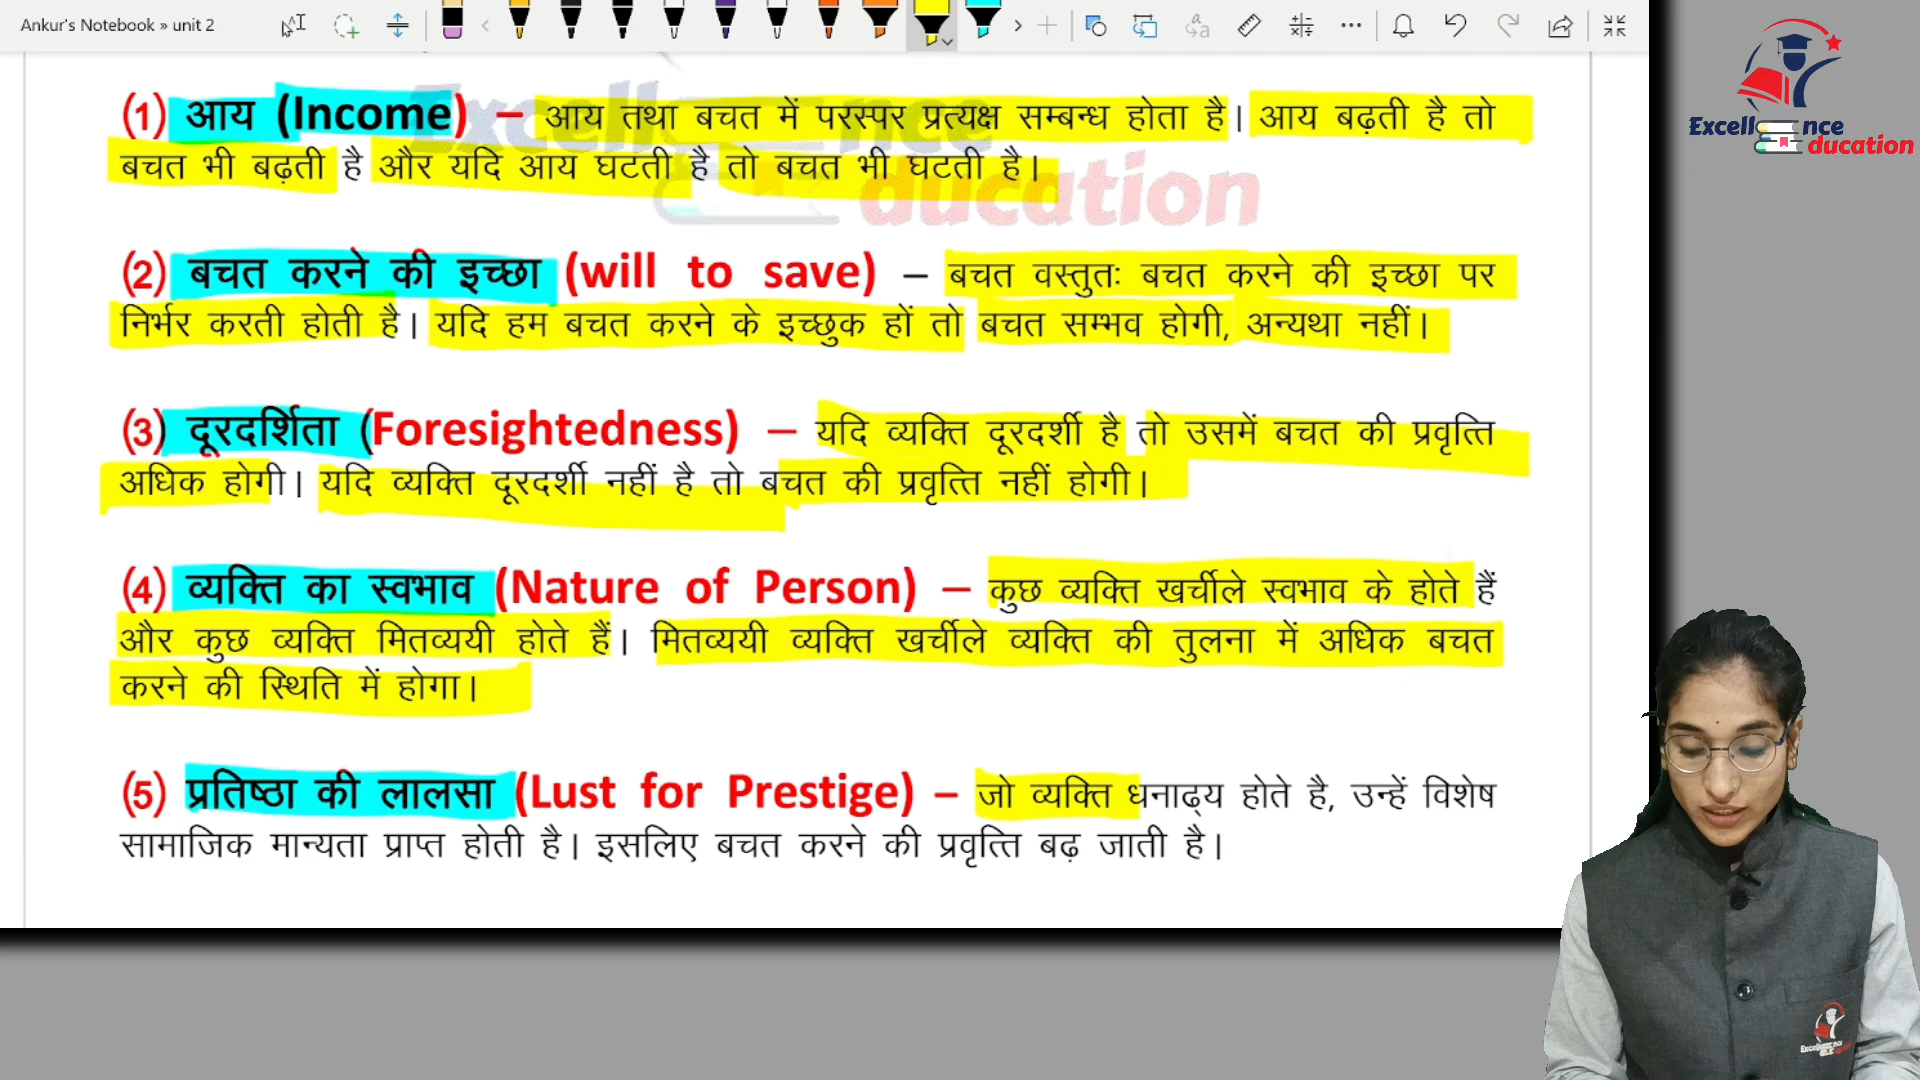 Ankur's Notebook » unit 2
Excellence
Education
(1) आय (Income) – आय तथा बचत में परस्पर प्रत्यक्ष सम्बन्ध होता है। आय बढ़ती है तो
बचत भी बढ़ती है और यदि आय घटती है तो बचत भी घटती है।
(2) बचत करने की इच्छा (will to save) – बचत वस्तुतः बचत करने की इच्छा पर
निर्भर करती होती है। यदि हम बचत करने के इच्छुक हों तो बचत सम्भव होगी, अन्यथा नहीं।
(3) दूरदर्शिता (Foresightedness) – यदि व्यक्ति दूरदर्शी है तो उसमें बचत की प्रवृत्ति
अधिक होगी। यदि व्यक्ति दूरदर्शी नहीं है तो बचत की प्रवृत्ति नहीं होगी।
(4) व्यक्ति का स्वभाव (Nature of Person) – कुछ व्यक्ति खर्चीले स्वभाव के होते हैं
और कुछ व्यक्ति मितव्ययी होते हैं। मितव्ययी व्यक्ति खर्चीले व्यक्ति की तुलना में अधिक बचत
करने की स्थिति में होगा।
(5) प्रतिष्ठा की लालसा (Lust for Prestige) – जो व्यक्ति धनाढ्य होते है, उन्हें विशेष
सामाजिक मान्यता प्राप्त होती है। इसलिए बचत करने की प्रवृत्ति बढ़ जाती है।